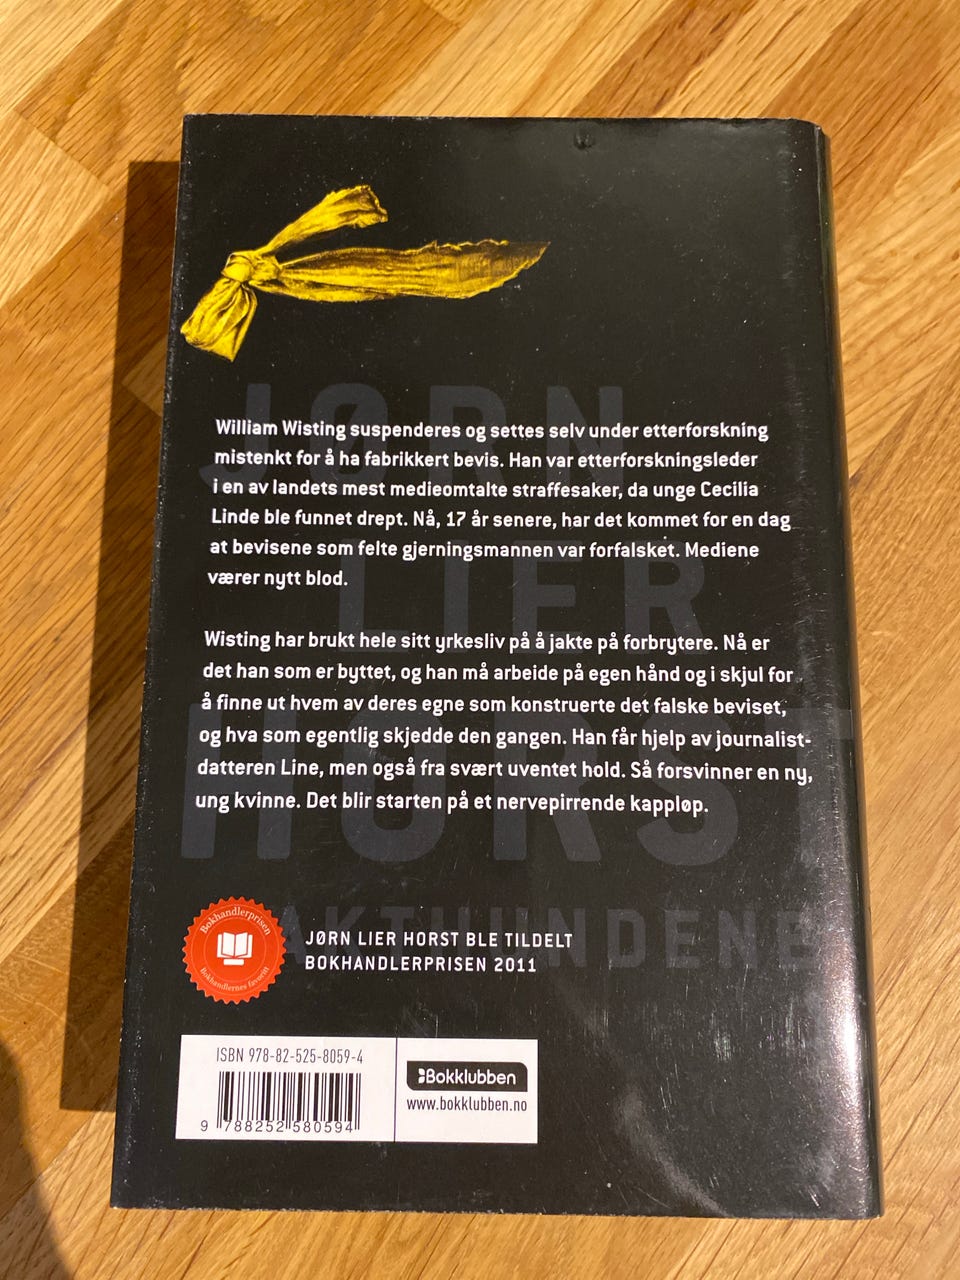 JØRN
LIER
HORST
JAKTHUNDENE
William Wisting suspenderes og settes selv under etterforskning
mistenkt for å ha fabrikkert bevis. Han var etterforskningsleder
i en av landets mest medieomtalte straffesaker, da unge Cecilia
Linde ble funnet drept. Nå, 17 år senere, har det kommet for en dag
at bevisene som felte gjerningsmannen var forfalsket. Mediene
værer nytt blod.
Wisting har brukt hele sitt yrkesliv på å jakte på forbrytere. Nå er
det han som er byttet, og han må arbeide på egen hånd og i skjul for
å finne ut hvem av deres egne som konstruerte det falske beviset,
og hva som egentlig skjedde den gangen. Han får hjelp av journalist-
datteren Line, men også fra svært uventet hold. Så forsvinner en ny,
ung kvinne. Det blir starten på et nervepirrende kappløp.
Bokhandlerprisen
Bokhandlernes favoritt
JØRN LIER HORST BLE TILDELT
BOKHANDLERPRISEN 2011
ISBN 978-82-525-8059-4
9 788252 580594
Bokklubben
www.bokklubben.no